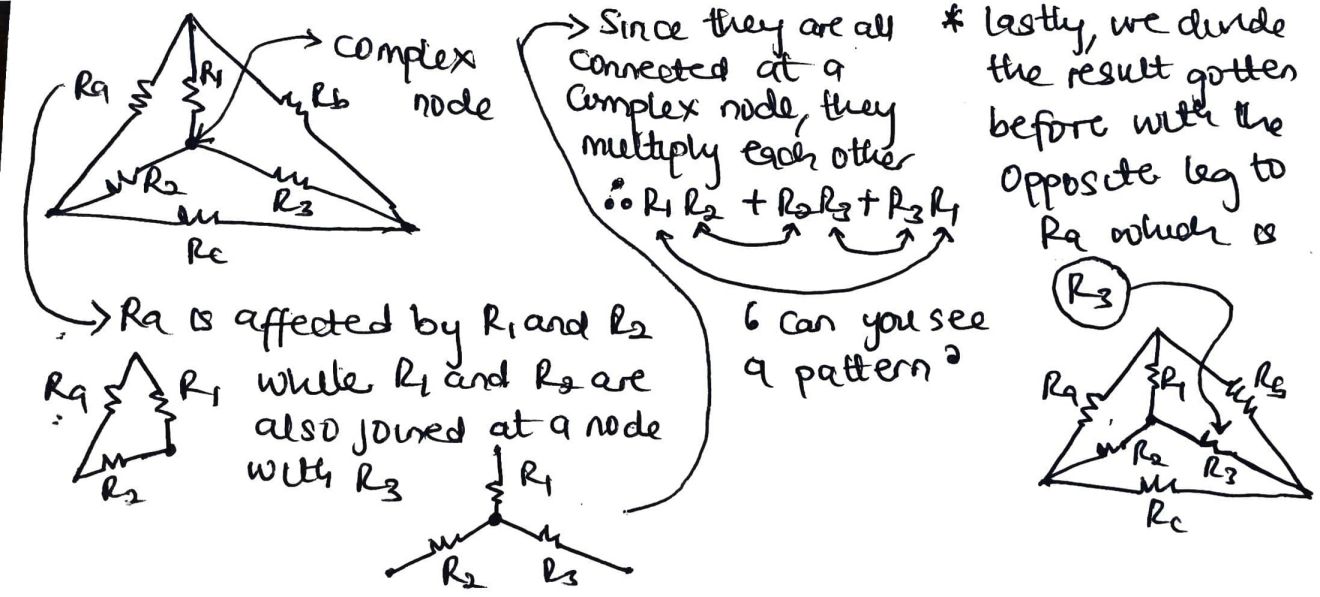 Ra
R1
Rb
complex
node
R2
R3
Rc
Ra is affected by R1 and R2
while R1 and R2 are
also joined at a node
with R3
Ra
R1
R2
R1
R2
R3
Since they are all
connected at a
Complex node, they
multiply each other
∴ R1R2 + R2R3 + R3R1
6 can you see
a pattern?
* lastly, we divide
the result gotten
before with the
Opposite leg to
Ra which is
R3
Ra
R1
Rb
R2
R3
Rc